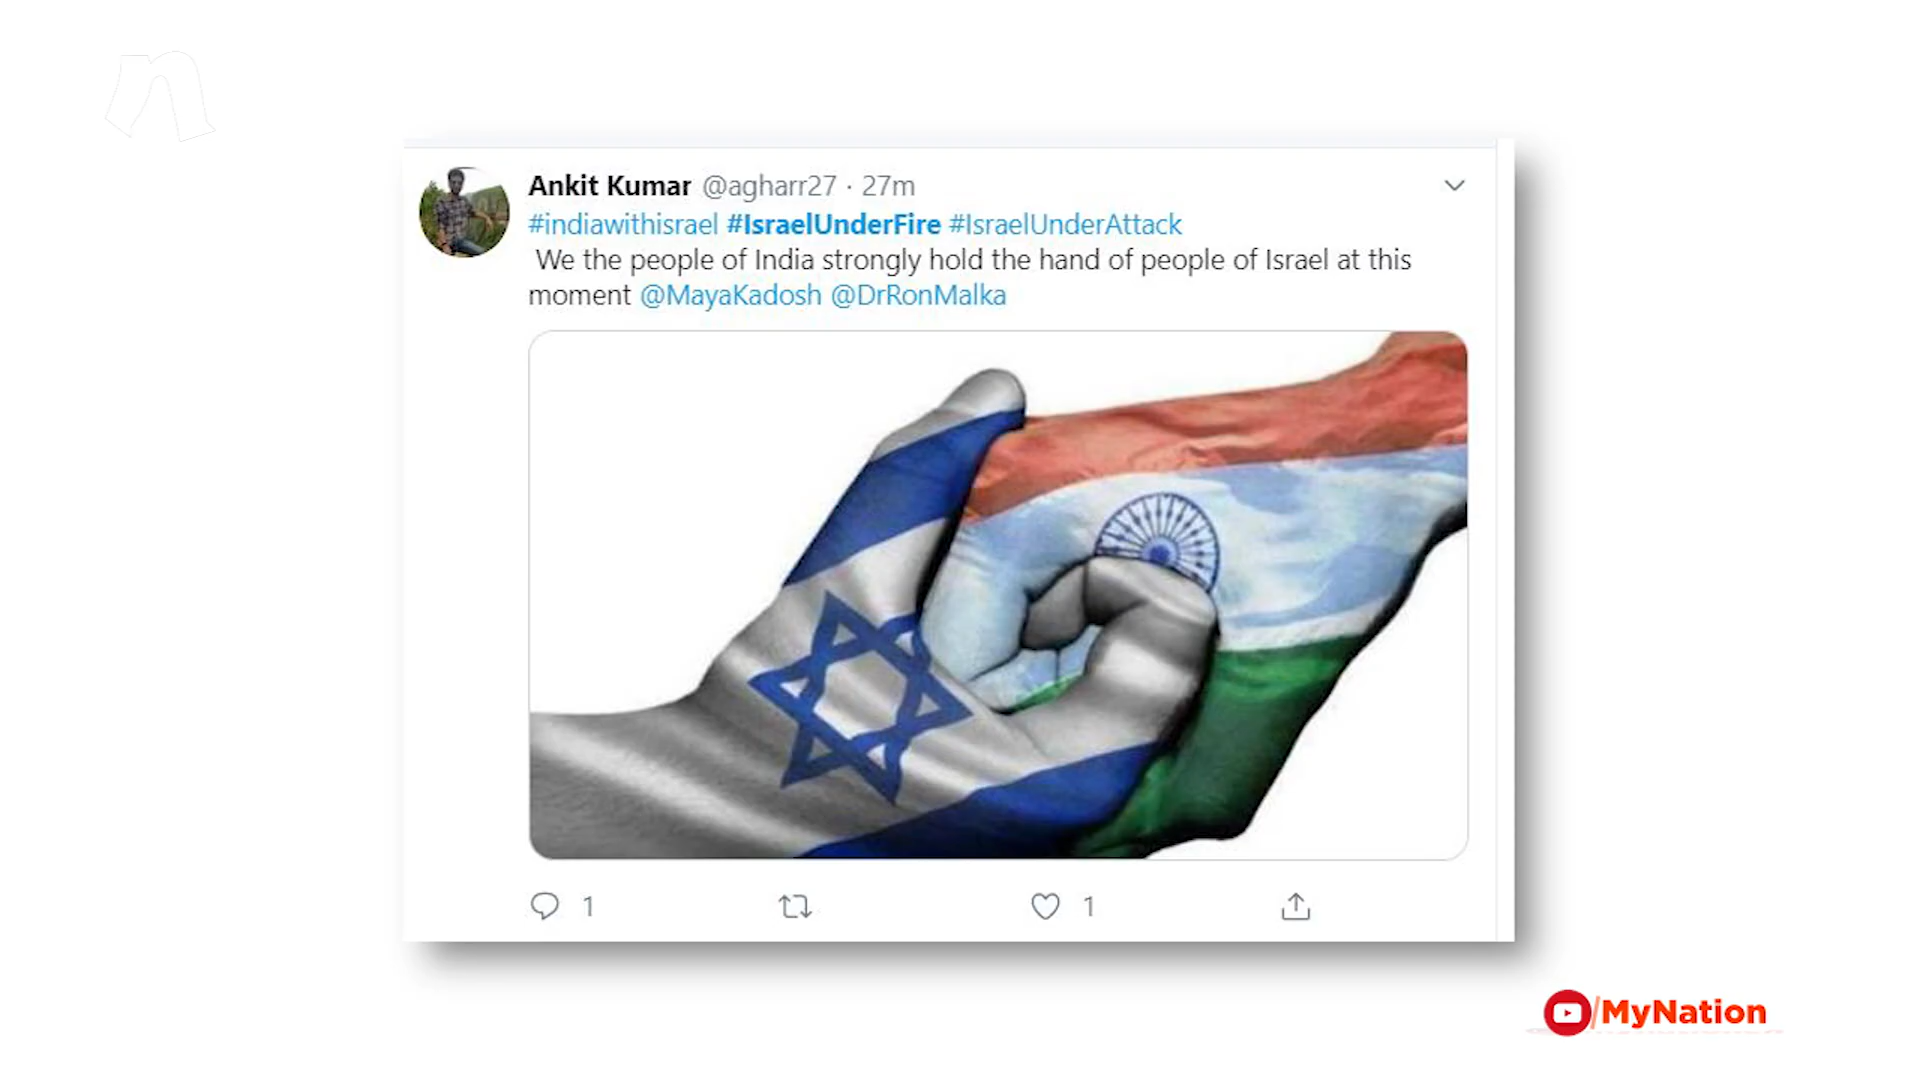 n
Ankit Kumar @agharr27 · 27m
#indiawithisrael #IsraelUnderFire #IsraelUnderAttack
We the people of India strongly hold the hand of people of Israel at this
moment @MayaKadosh @DrRonMalka
1 1
/MyNation